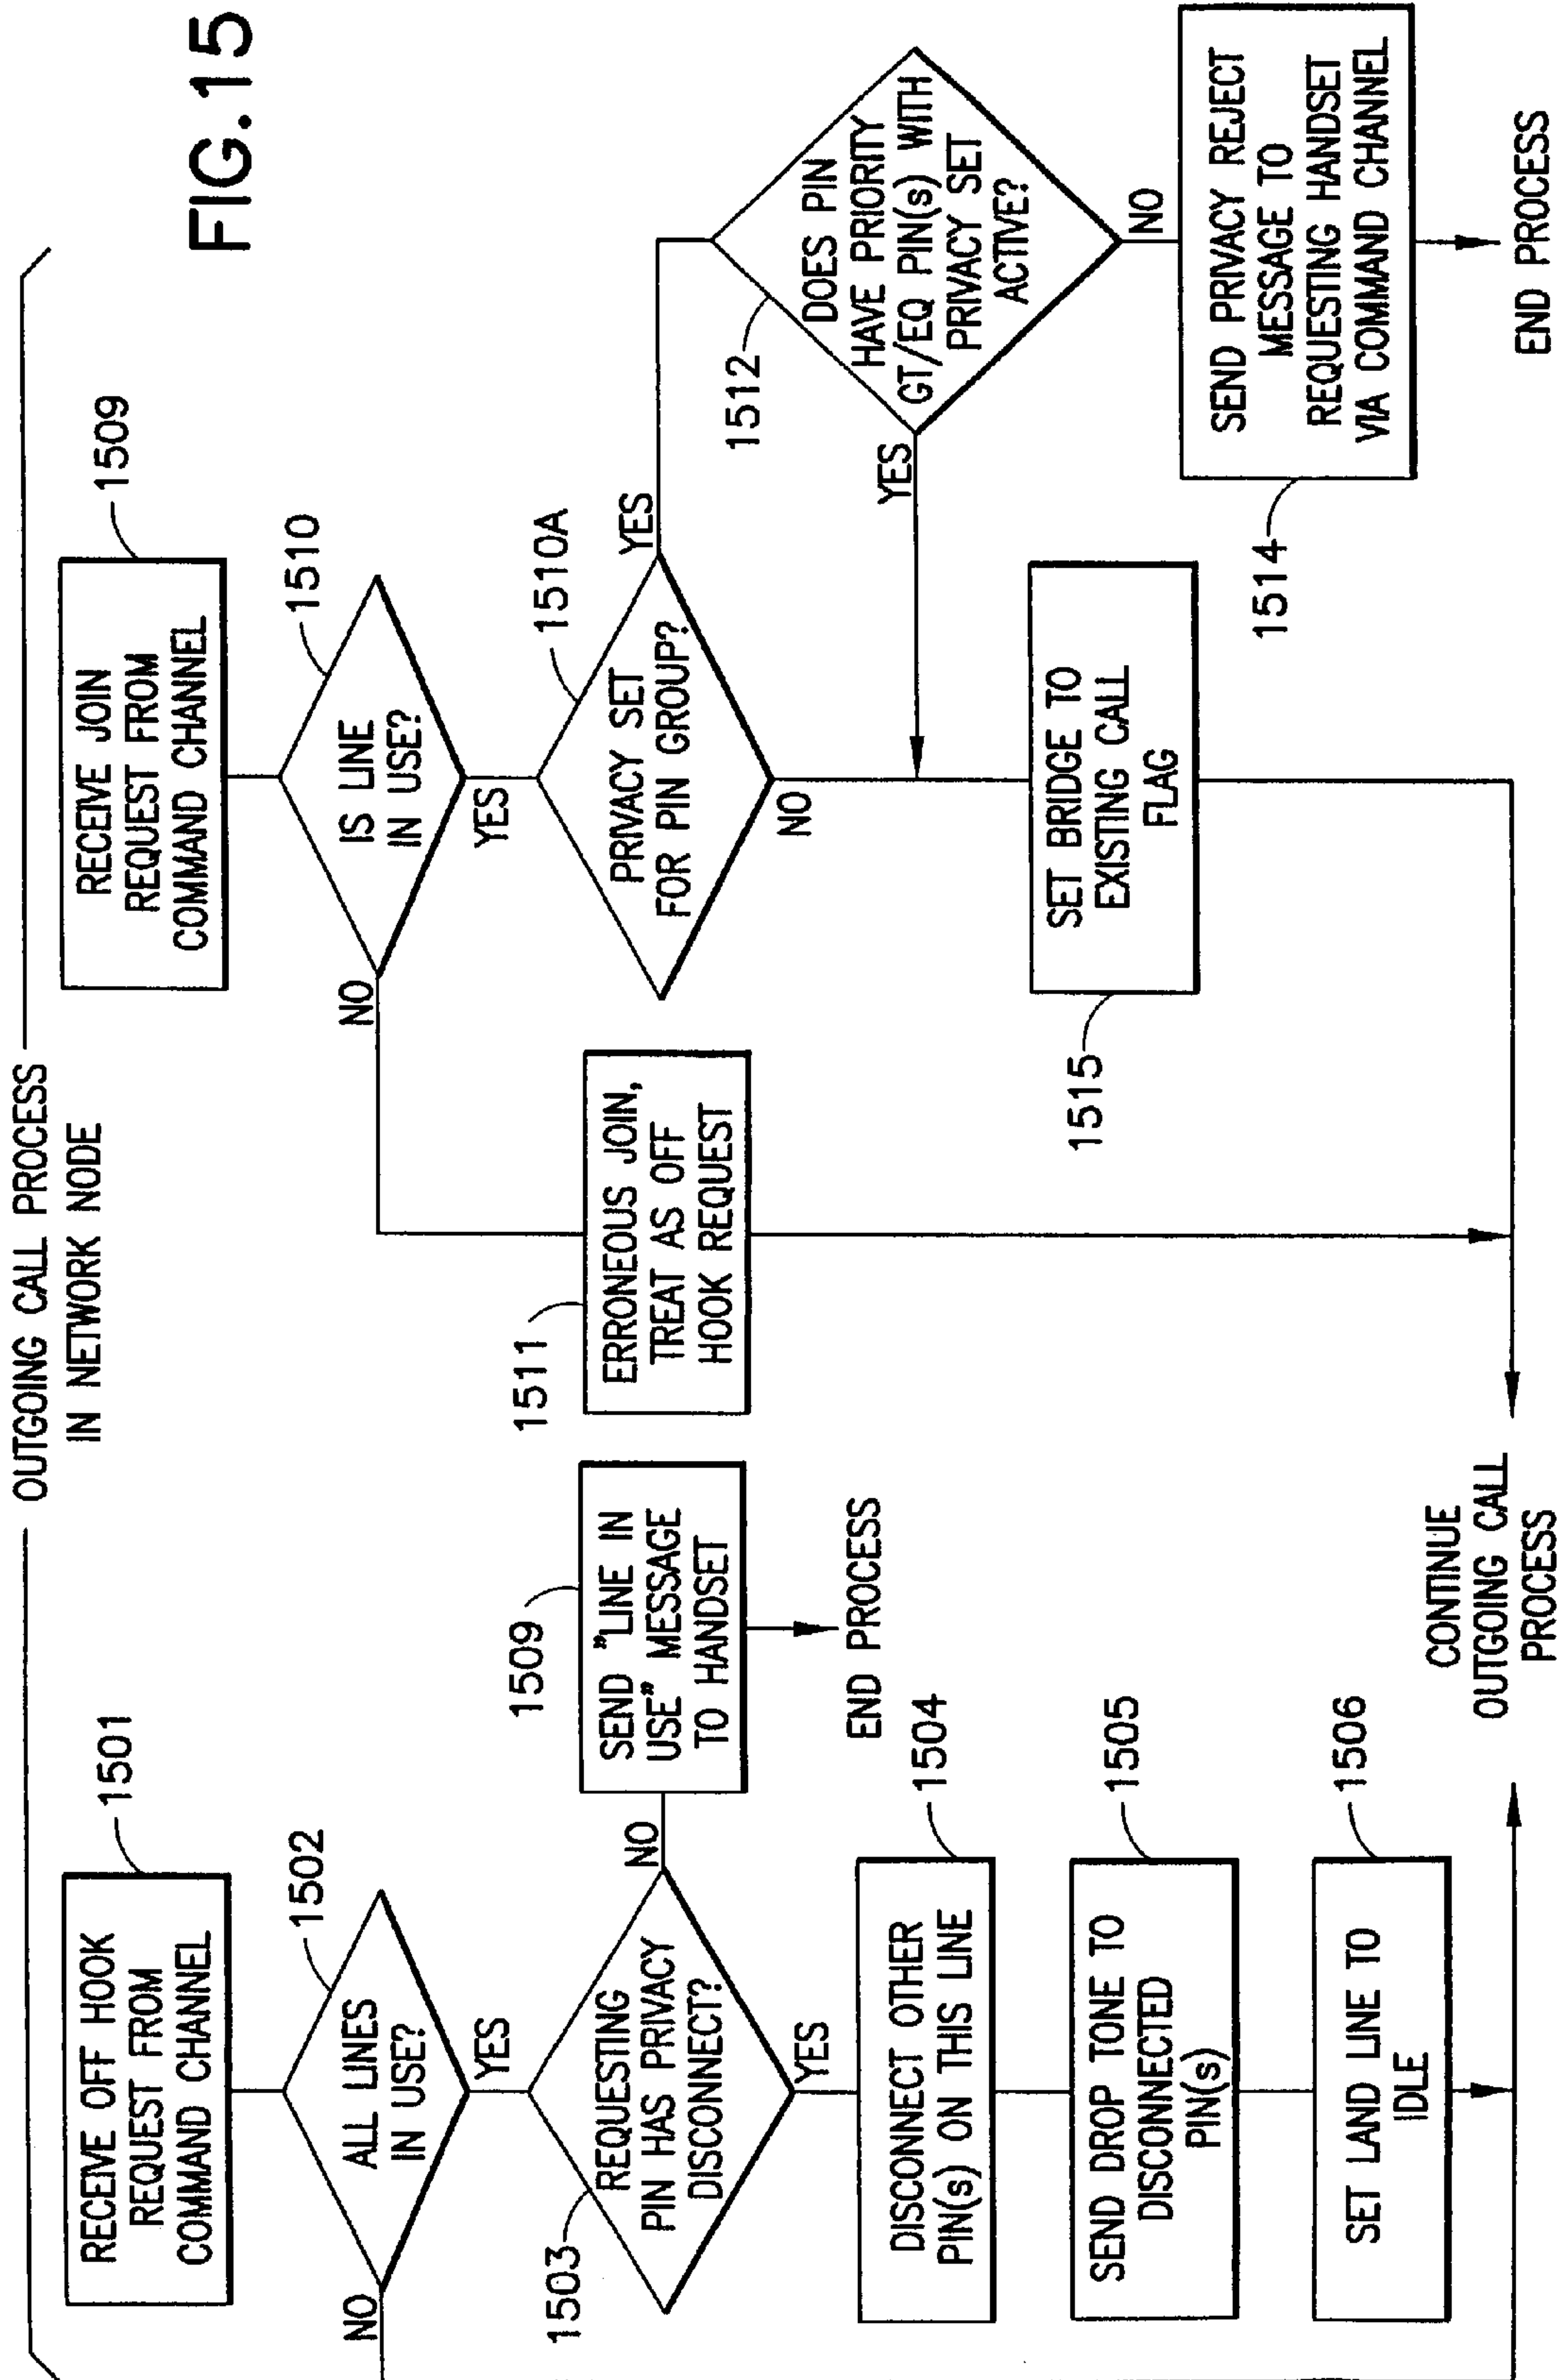 FIG.15
OUTGOING CALL PROCESS
IN NETWORK NODE
RECEIVE OFF HOOK
REQUEST FROM
COMMAND CHANNEL
1501
ALL LINES
IN USE?
1502
NO
YES
REQUESTING
PIN HAS PRIVACY
DISCONNECT?
1503
NO
YES
SEND "LINE IN
USE" MESSAGE
TO HANDSET
1509
END PROCESS
DISCONNECT OTHER
PIN(s) ON THIS LINE
1504
SEND DROP TONE TO
DISCONNECTED
PIN(s)
1505
SET LAND LINE TO
IDLE
1506
CONTINUE
OUTGOING CALL
PROCESS
RECEIVE JOIN
REQUEST FROM
COMMAND CHANNEL
1509
IS LINE
IN USE?
1510
NO
YES
ERRONEOUS JOIN,
TREAT AS OFF
HOOK REQUEST
1511
PRIVACY SET
FOR PIN GROUP?
1510A
YES
NO
DOES PIN
HAVE PRIORITY
GT/EQ PIN(s) WITH
PRIVACY SET
ACTIVE?
1512
YES
NO
SET BRIDGE TO
EXISTING CALL
FLAG
1515
SEND PRIVACY REJECT
MESSAGE TO
REQUESTING HANDSET
VIA COMMAND CHANNEL
1514
END PROCESS